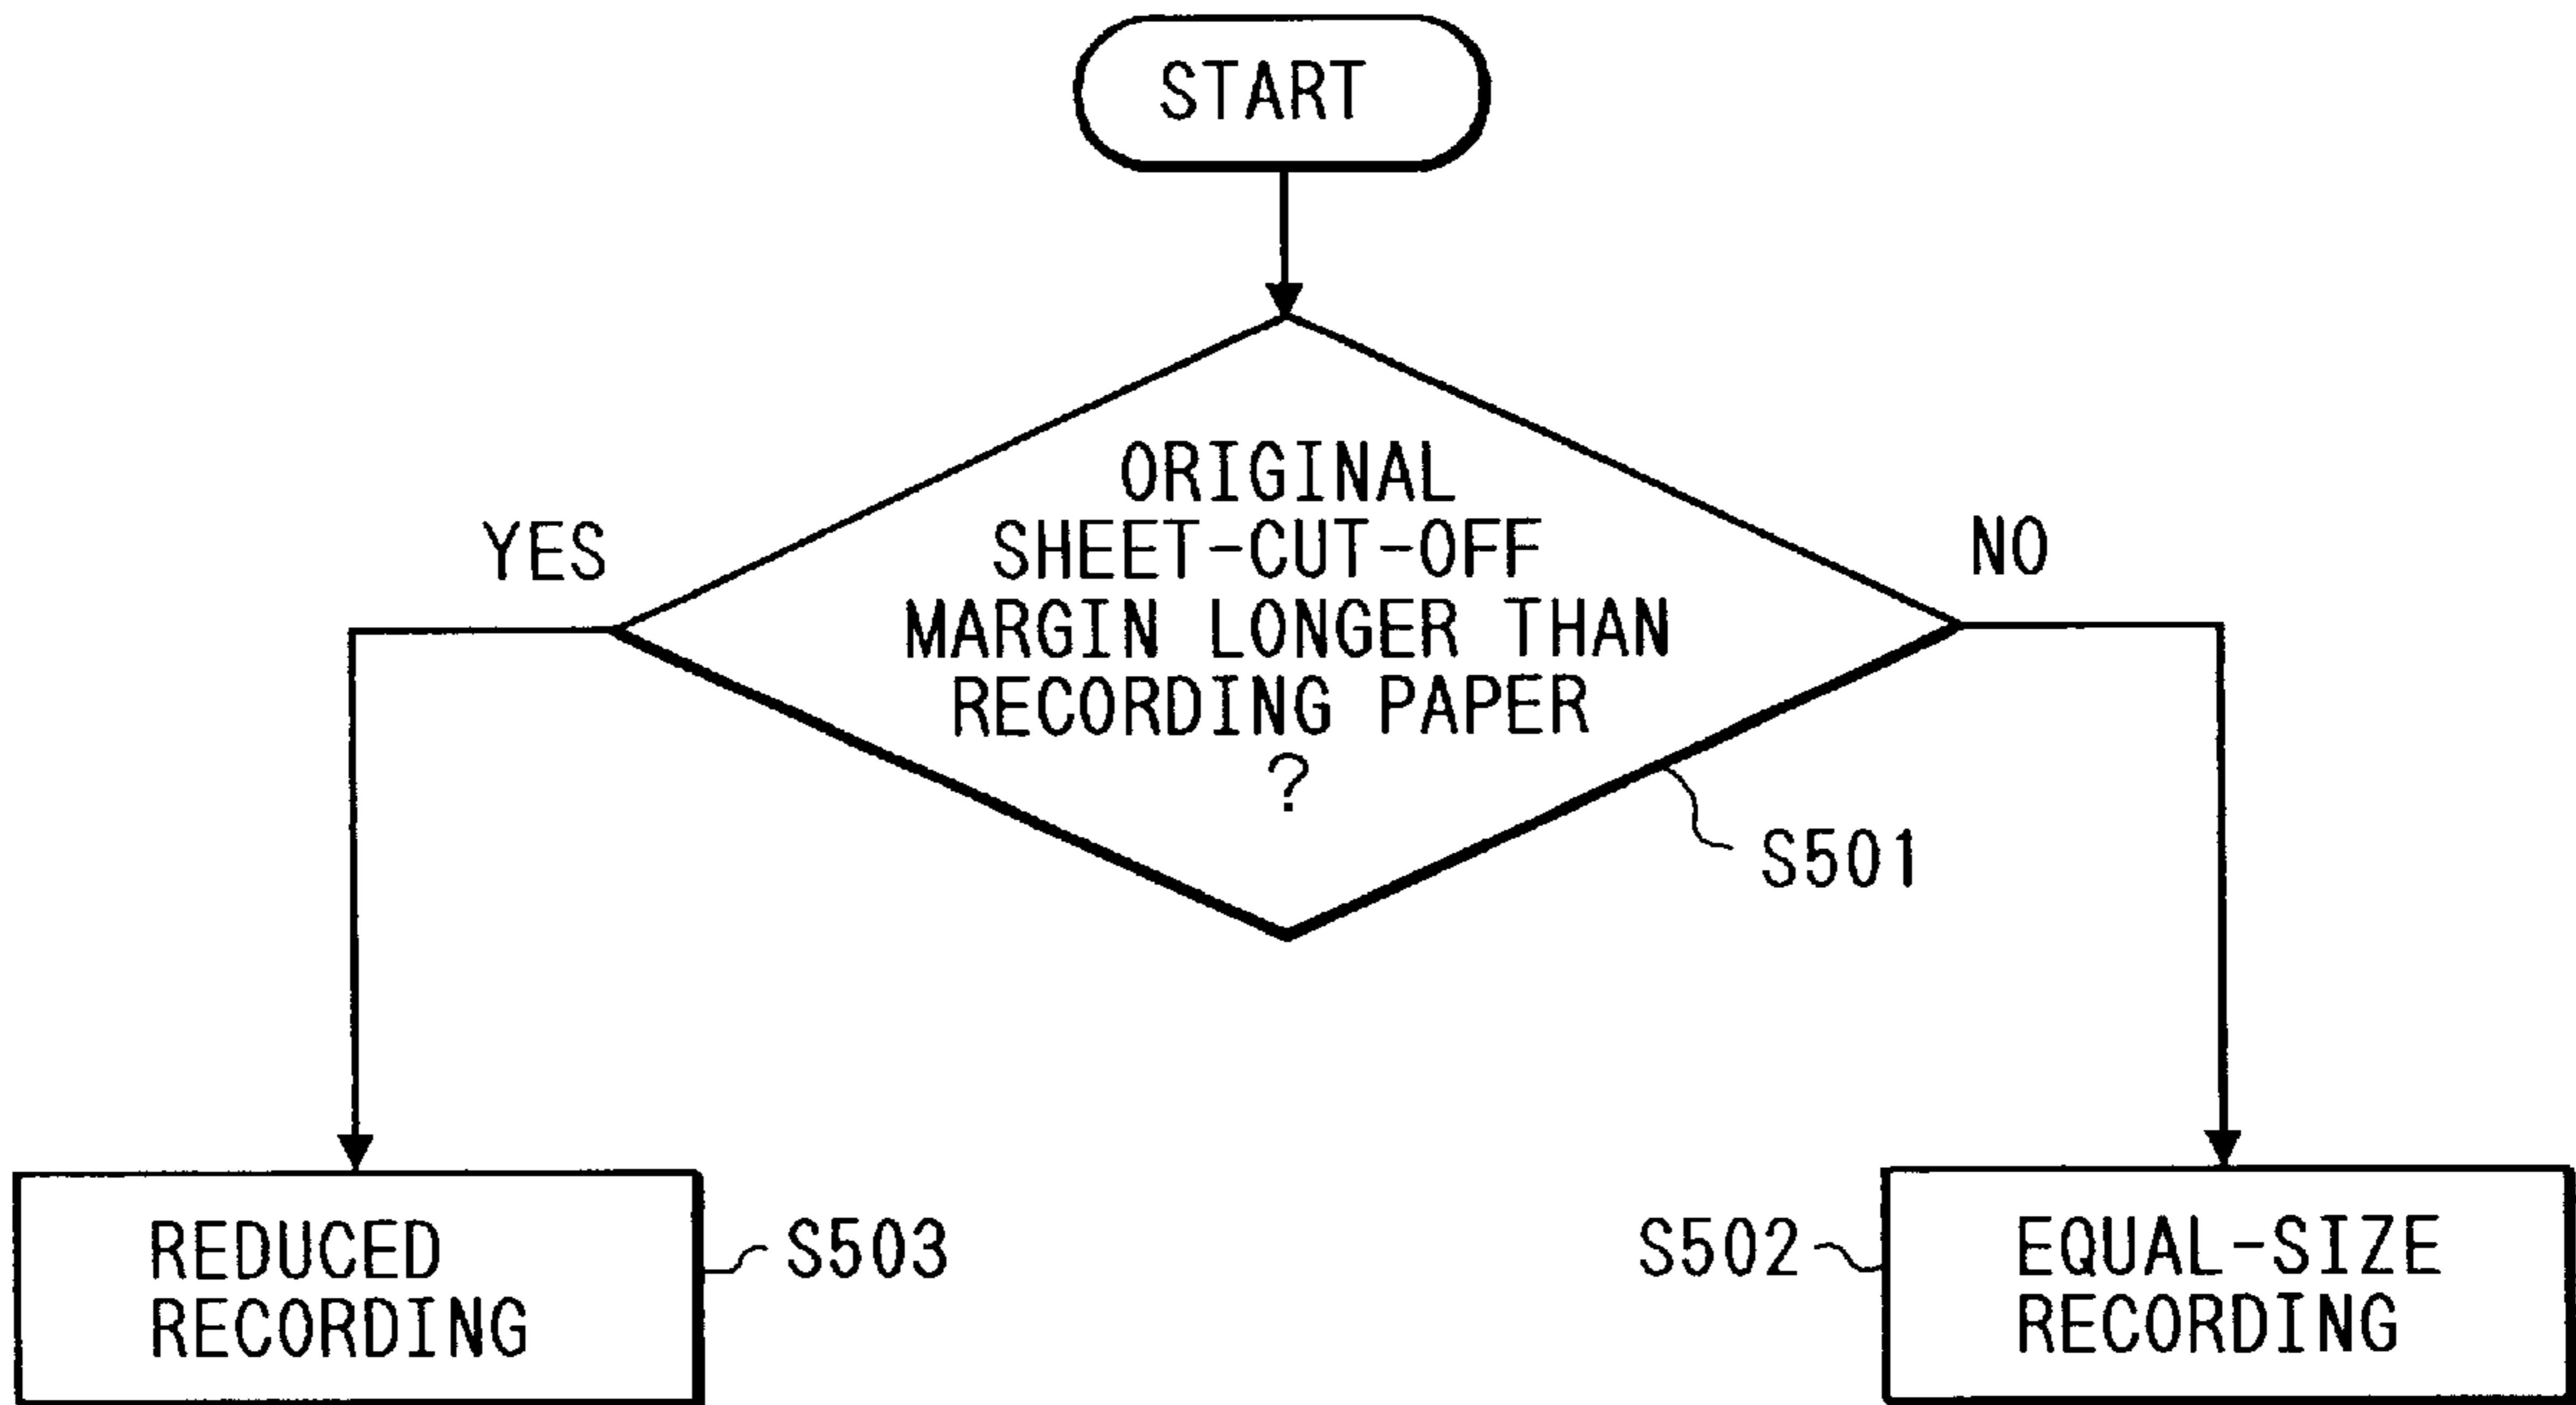 START
ORIGINAL
SHEET-CUT-OFF
MARGIN LONGER THAN
RECORDING PAPER
?
YES
NO
S501
REDUCED
RECORDING
S503
S502
EQUAL-SIZE
RECORDING